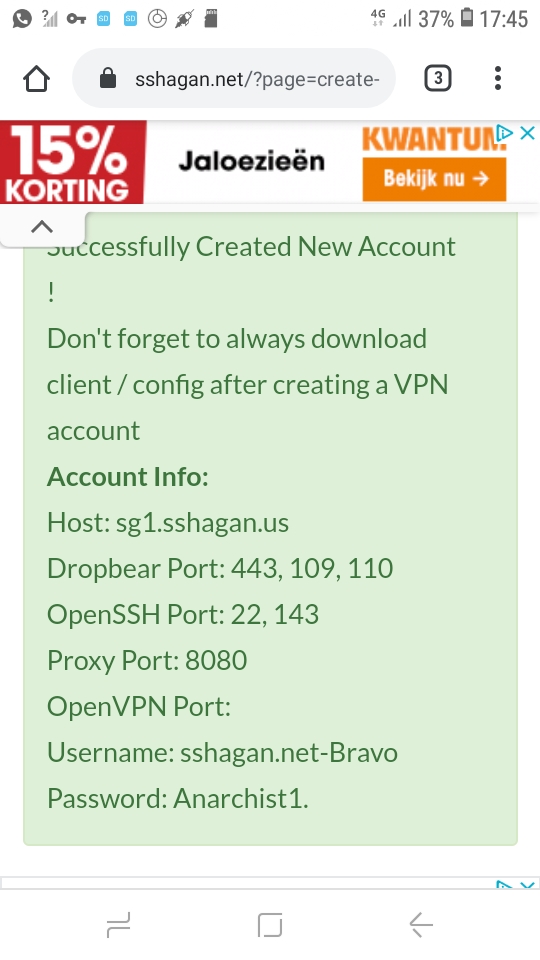 4G 37% 17:45
sshagan.net/?page=create-
3
15%
KORTING
Jaloezieën
KWANTUM
Bekijk nu →
Successfully Created New Account
!
Don't forget to always download
client / config after creating a VPN
account
Account Info:
Host: sg1.sshagan.us
Dropbear Port: 443, 109, 110
OpenSSH Port: 22, 143
Proxy Port: 8080
OpenVPN Port:
Username: sshagan.net-Bravo
Password: Anarchist1.